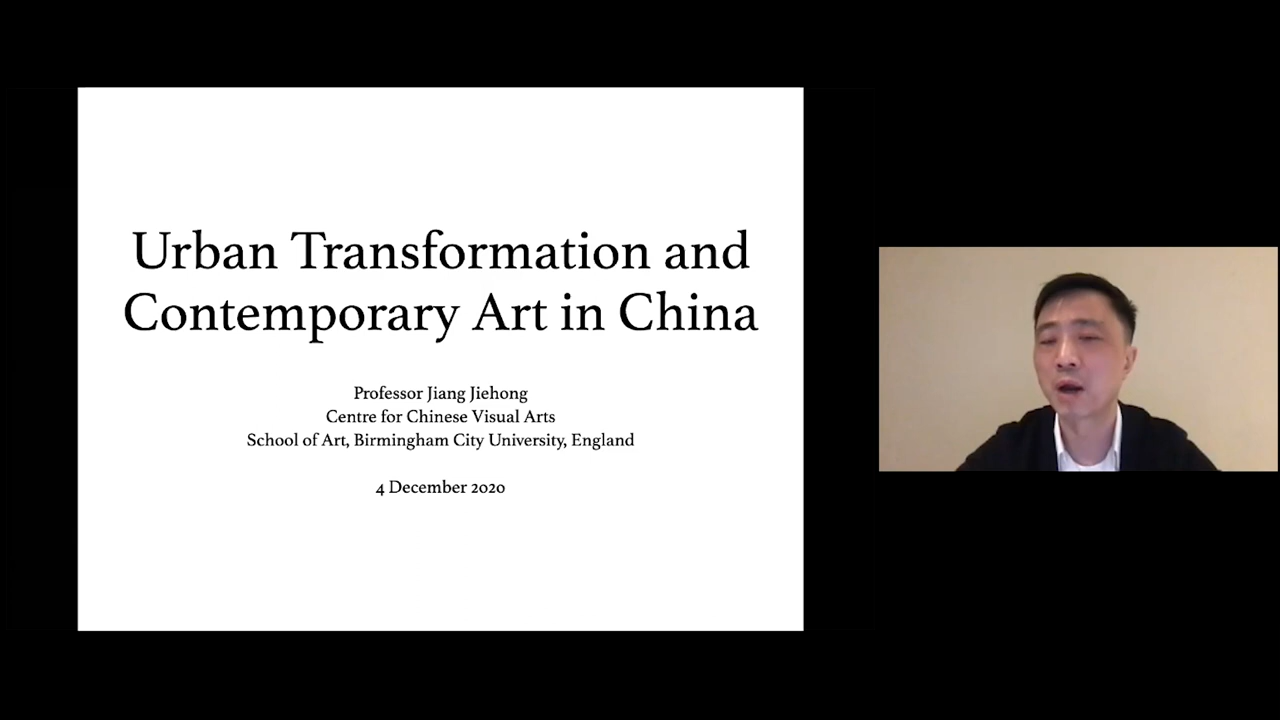 Urban Transformation and
Contemporary Art in China
Professor Jiang Jiehong
Centre for Chinese Visual Arts
School of Art, Birmingham City University, England
4 December 2020